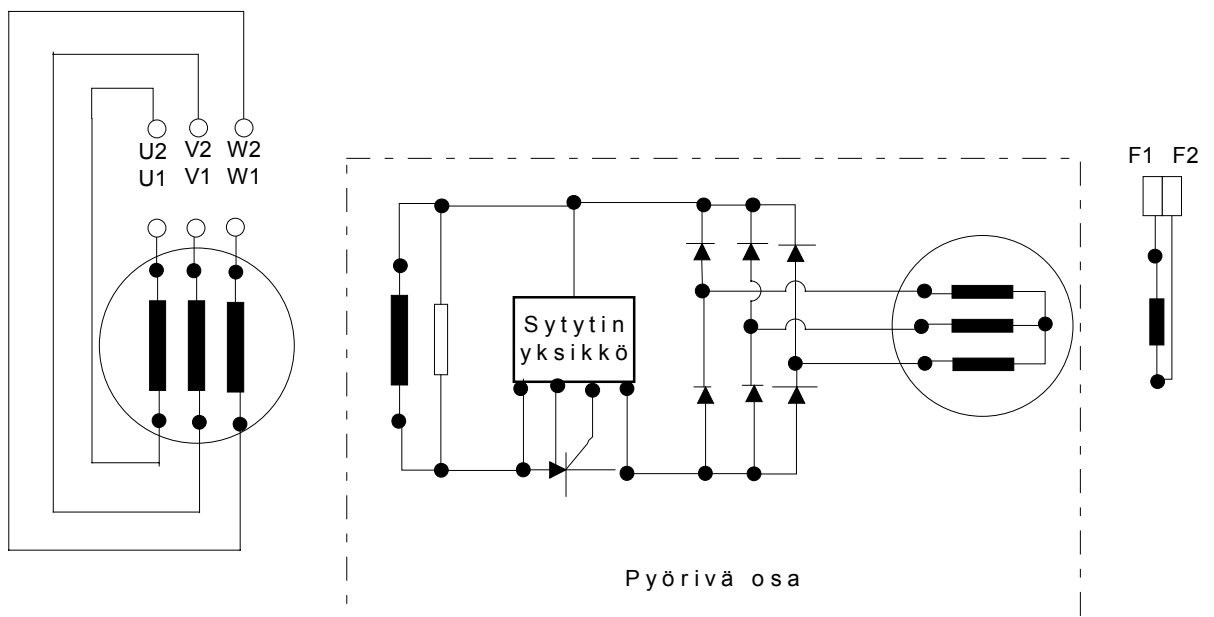 U2 V2 W2
U1 V1 W1
F1 F2
Sytytin
yksikkö
Pyörivä osa